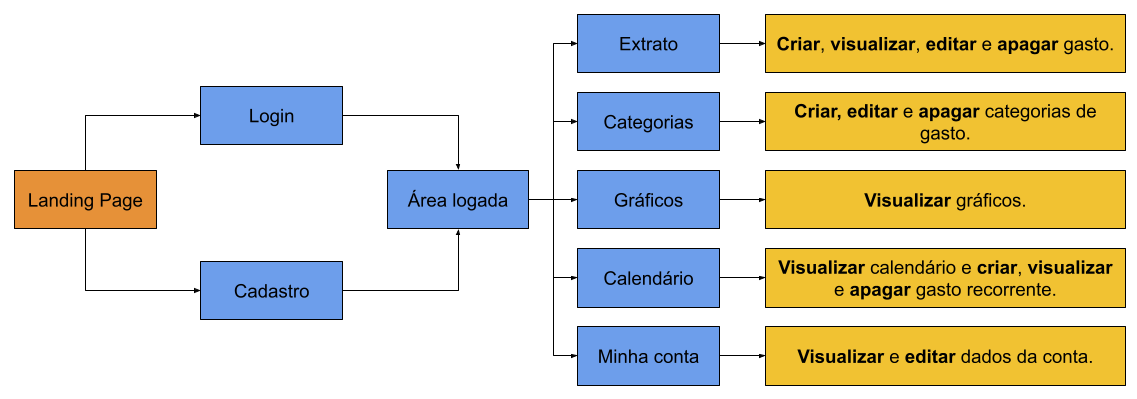 Landing Page
Login
Cadastro
Área logada
Extrato
Criar, visualizar, editar e apagar gasto.
Categorias
Criar, editar e apagar categorias de
gasto.
Gráficos
Visualizar gráficos.
Calendário
Visualizar calendário e criar, visualizar
e apagar gasto recorrente.
Minha conta
Visualizar e editar dados da conta.